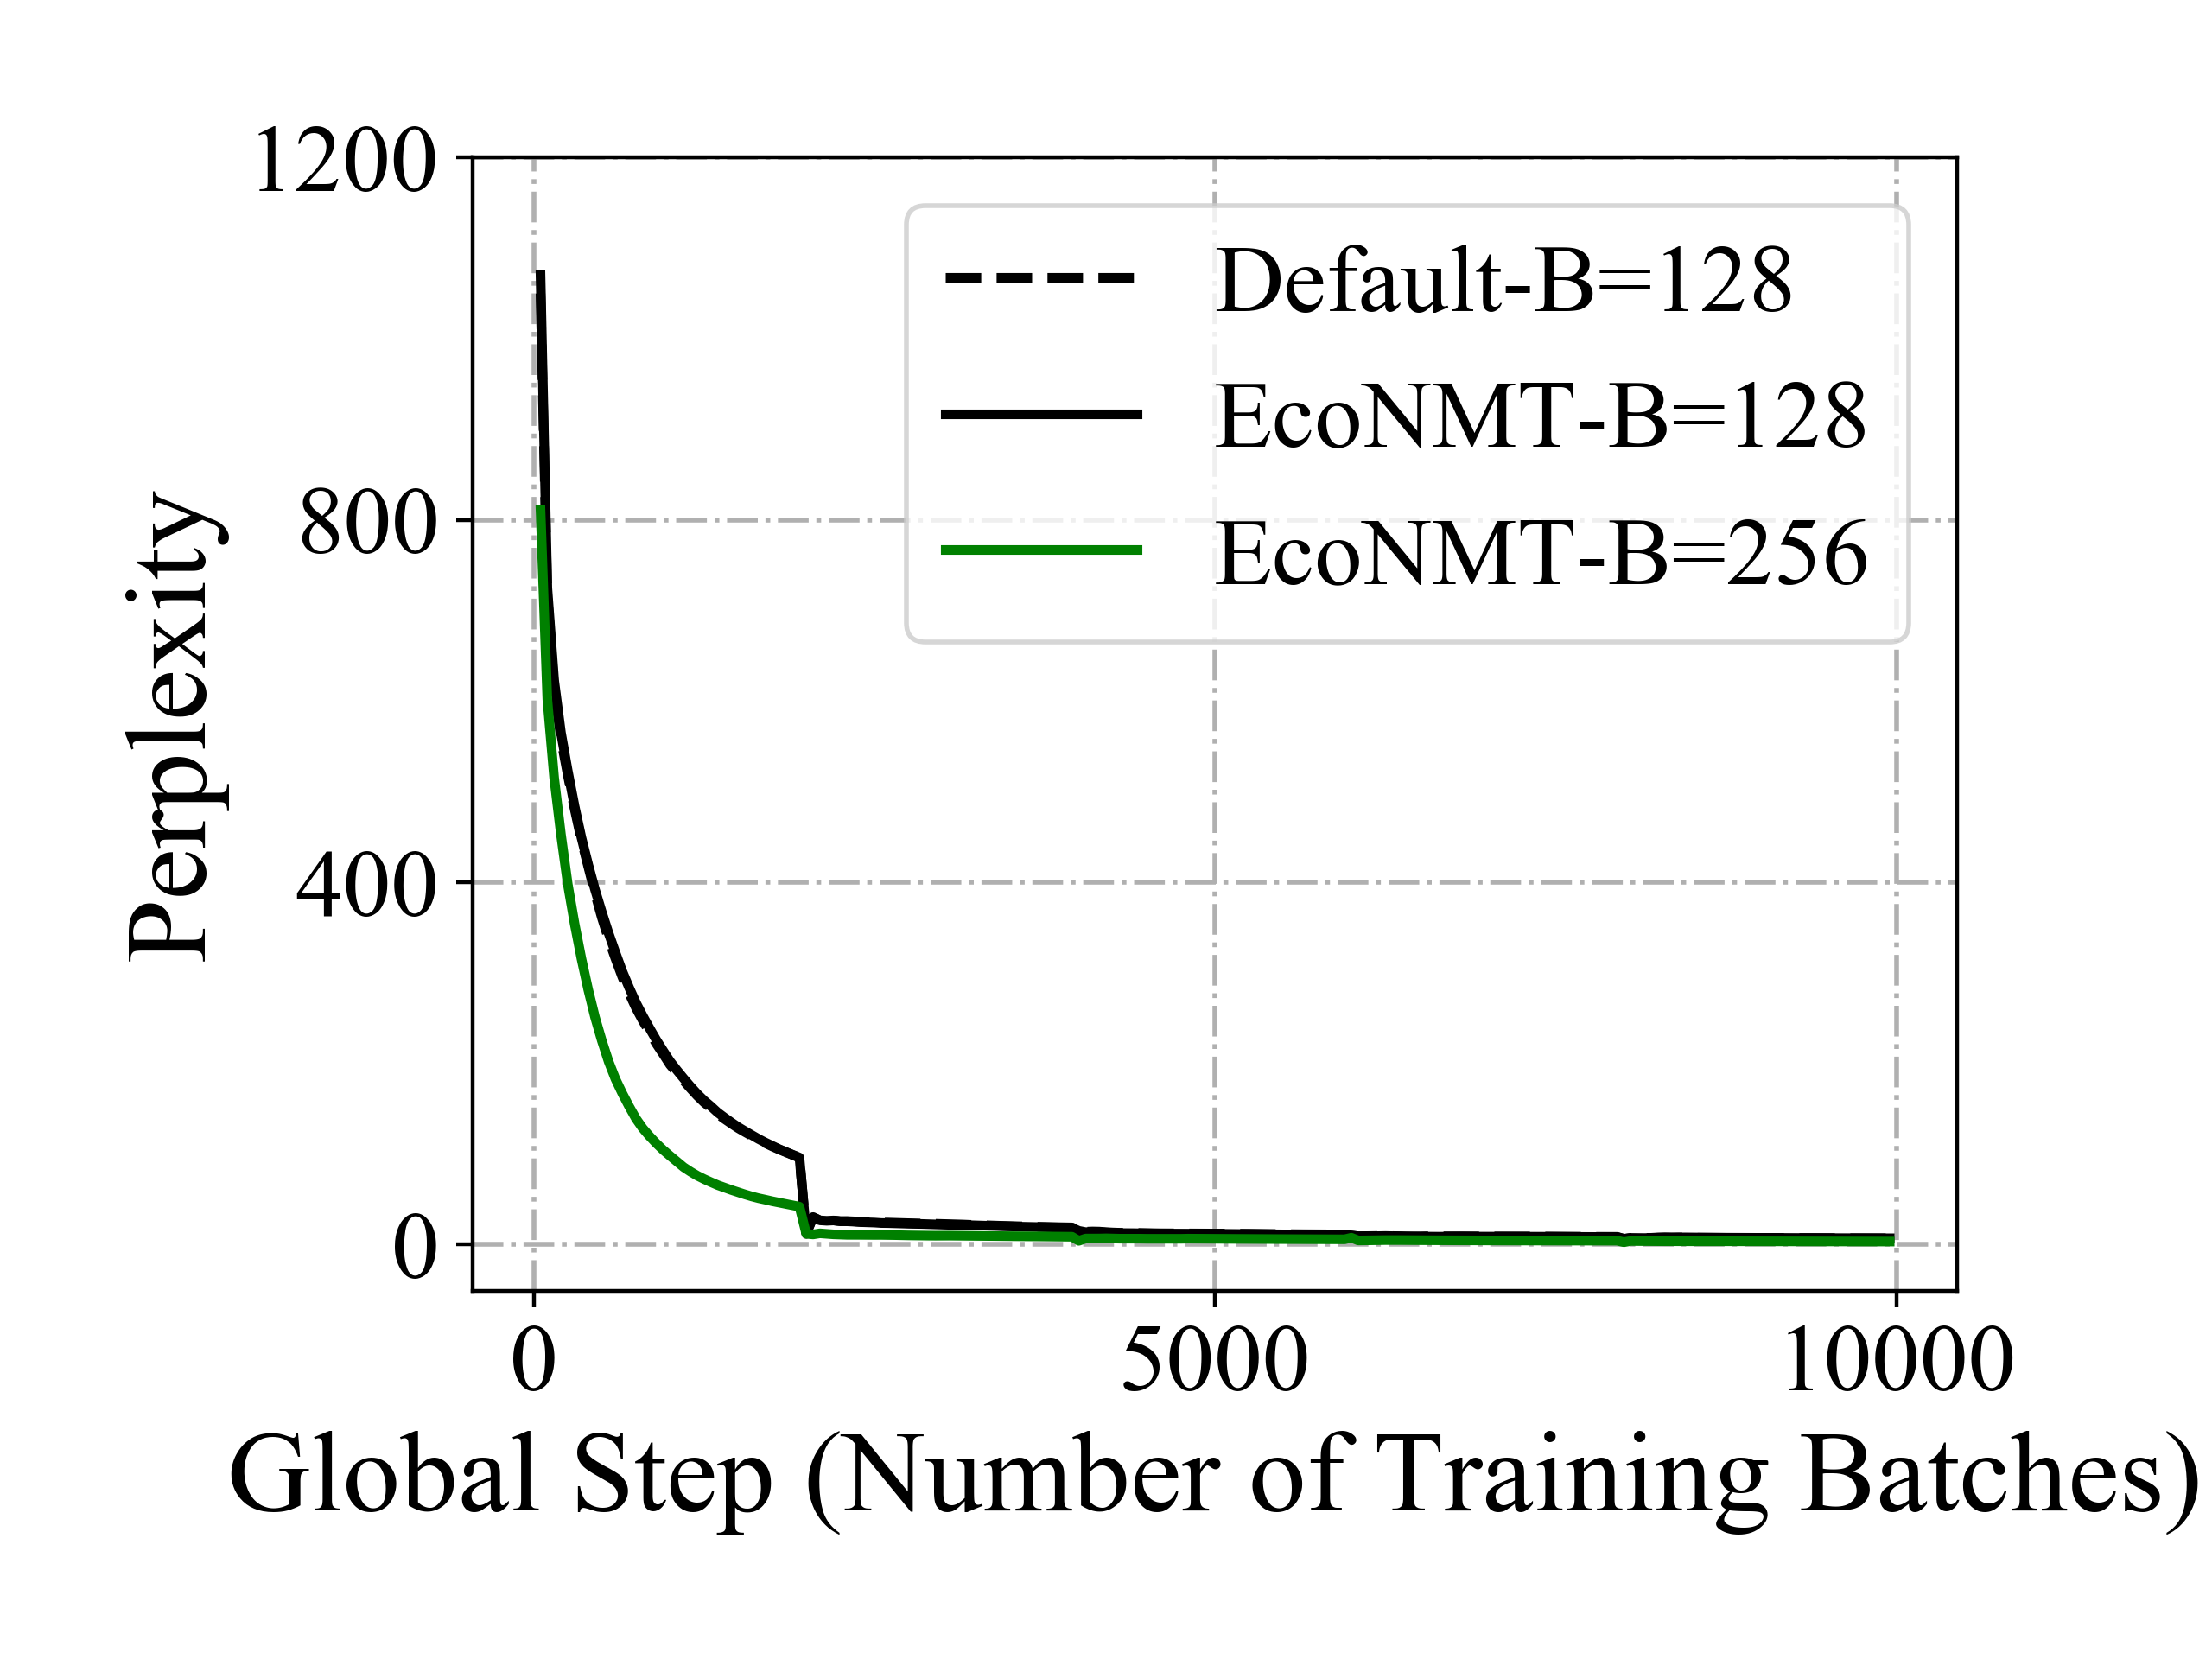 1200
800
400
0
Perplexity
Default-B=128
EcoNMT-B=128
EcoNMT-B=256
0 5000 10000
Global Step (Number of Training Batches)